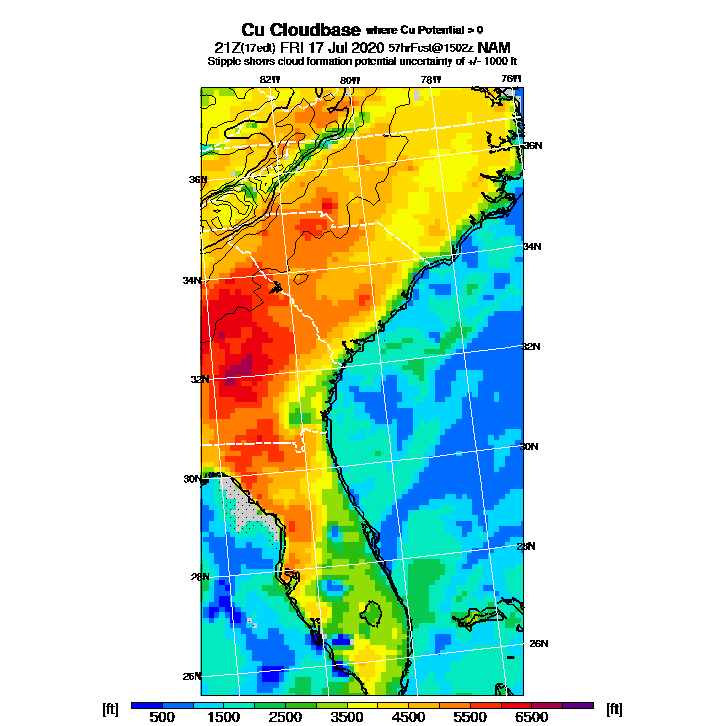 Cu Cloudbase where Cu Potential > 0
21Z(17edt) FRI 17 Jul 2020 57hrFcst@1502z NAM
Stipple shows cloud formation potential uncertainty of +/- 1000 ft
82W 80W 78W 76W
36N
36N
34N
34N
32N
32N
30N
30N
28N
28N
26N
26N
[ft] 500 1500 2500 3500 4500 5500 6500 [ft]